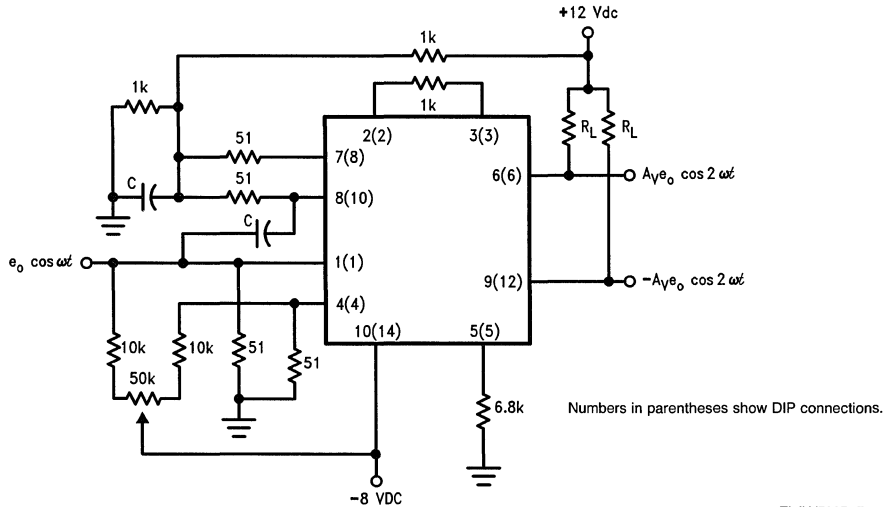 +12 Vdc
1k
1k
1k
2(2)
3(3)
R_L
R_L
51
7(8)
6(6)
A_V e_o cos 2 ωt
51
C
8(10)
C
e_o cos ωt
1(1)
9(12)
-A_V e_o cos 2 ωt
4(4)
10(14)
5(5)
10k
10k
51
51
50k
6.8k
Numbers in parentheses show DIP connections.
-8 VDC